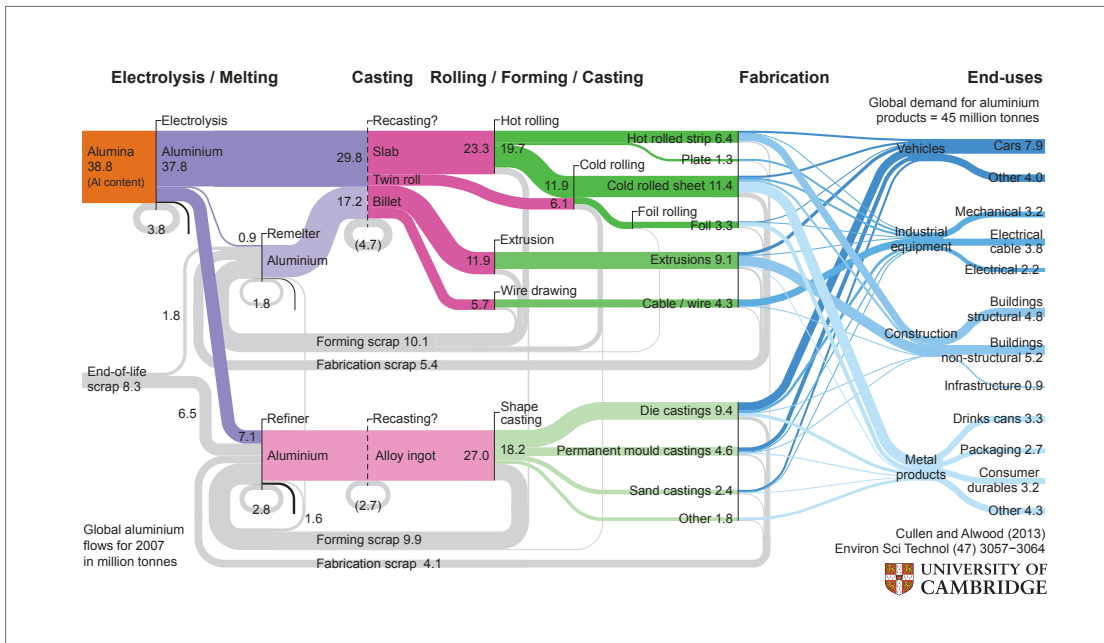 Electrolysis / Melting
Casting
Rolling / Forming / Casting
Fabrication
End-uses
Global demand for aluminium
products = 45 million tonnes
Electrolysis
Recasting?
Hot rolling
Alumina
38.8
(Al content)
Aluminium
37.8
29.8
Slab
23.3
19.7
Hot rolled strip 6.4
Plate 1.3
Vehicles
Cars 7.9
Other 4.0
Cold rolling
Twin roll
17.2
Billet
6.1
11.9
Cold rolled sheet 11.4
Foil rolling
Foil 3.3
3.8
0.9
Remelter
Aluminium
(4.7)
1.8
Extrusion
11.9
Extrusions 9.1
Wire drawing
5.7
Cable / wire 4.3
Industrial
equipment
Mechanical 3.2
Electrical
cable 3.8
Electrical 2.2
1.8
Forming scrap 10.1
Fabrication scrap 5.4
Construction
Buildings
structural 4.8
Buildings
non-structural 5.2
Infrastructure 0.9
End-of-life
scrap 8.3
6.5
7.1
Refiner
Aluminium
Recasting?
Alloy ingot
27.0
Shape
casting
18.2
Die castings 9.4
Permanent mould castings 4.6
Sand castings 2.4
Other 1.8
Metal
products
Drinks cans 3.3
Packaging 2.7
Consumer
durables 3.2
Other 4.3
2.8
(2.7)
1.6
Forming scrap 9.9
Fabrication scrap 4.1
Global aluminium
flows for 2007
in million tonnes
Cullen and Alwood (2013)
Environ Sci Technol (47) 3057−3064
UNIVERSITY OF
CAMBRIDGE